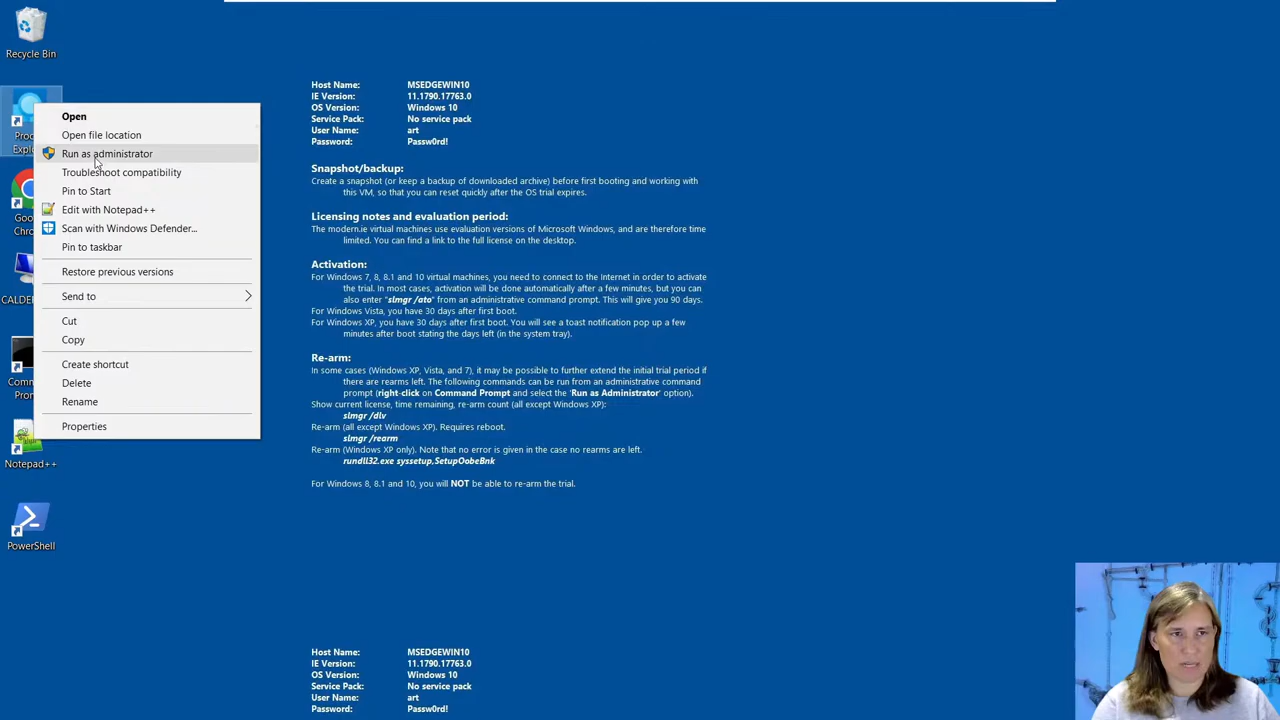 Recycle Bin
Proc
Expl
Goo
Chro
CALDE
Comm
Pron
Notepad++
PowerShell
Open
Open file location
Run as administrator
Troubleshoot compatibility
Pin to Start
Edit with Notepad++
Scan with Windows Defender...
Pin to taskbar
Restore previous versions
Send to
Cut
Copy
Create shortcut
Delete
Rename
Properties
Host Name: MSEDGEWIN10
IE Version: 11.1790.17763.0
OS Version: Windows 10
Service Pack: No service pack
User Name: art
Password: Passw0rd!
Snapshot/backup:
Create a snapshot (or keep a backup of downloaded archive) before first booting and working with
this VM, so that you can reset quickly after the OS trial expires.
Licensing notes and evaluation period:
The modern.ie virtual machines use evaluation versions of Microsoft Windows, and are therefore time
limited. You can find a link to the full license on the desktop.
Activation:
For Windows 7, 8, 8.1 and 10 virtual machines, you need to connect to the Internet in order to activate
the trial. In most cases, activation will be done automatically after a few minutes, but you can
also enter "slmgr /ato" from an administrative command prompt. This will give you 90 days.
For Windows Vista, you have 30 days after first boot.
For Windows XP, you have 30 days after first boot. You will see a toast notification pop up a few
minutes after boot stating the days left (in the system tray).
Re-arm:
In some cases (Windows XP, Vista, and 7), it may be possible to further extend the initial trial period if
there are rearms left. The following commands can be run from an administrative command
prompt (right-click on Command Prompt and select the 'Run as Administrator' option).
Show current license, time remaining, re-arm count (all except Windows XP):
slmgr /dlv
Re-arm (all except Windows XP). Requires reboot.
slmgr /rearm
Re-arm (Windows XP only). Note that no error is given in the case no rearms are left.
rundll32.exe syssetup,SetupOobeBnk
For Windows 8, 8.1 and 10, you will NOT be able to re-arm the trial.
Host Name: MSEDGEWIN10
IE Version: 11.1790.17763.0
OS Version: Windows 10
Service Pack: No service pack
User Name: art
Password: Passw0rd!